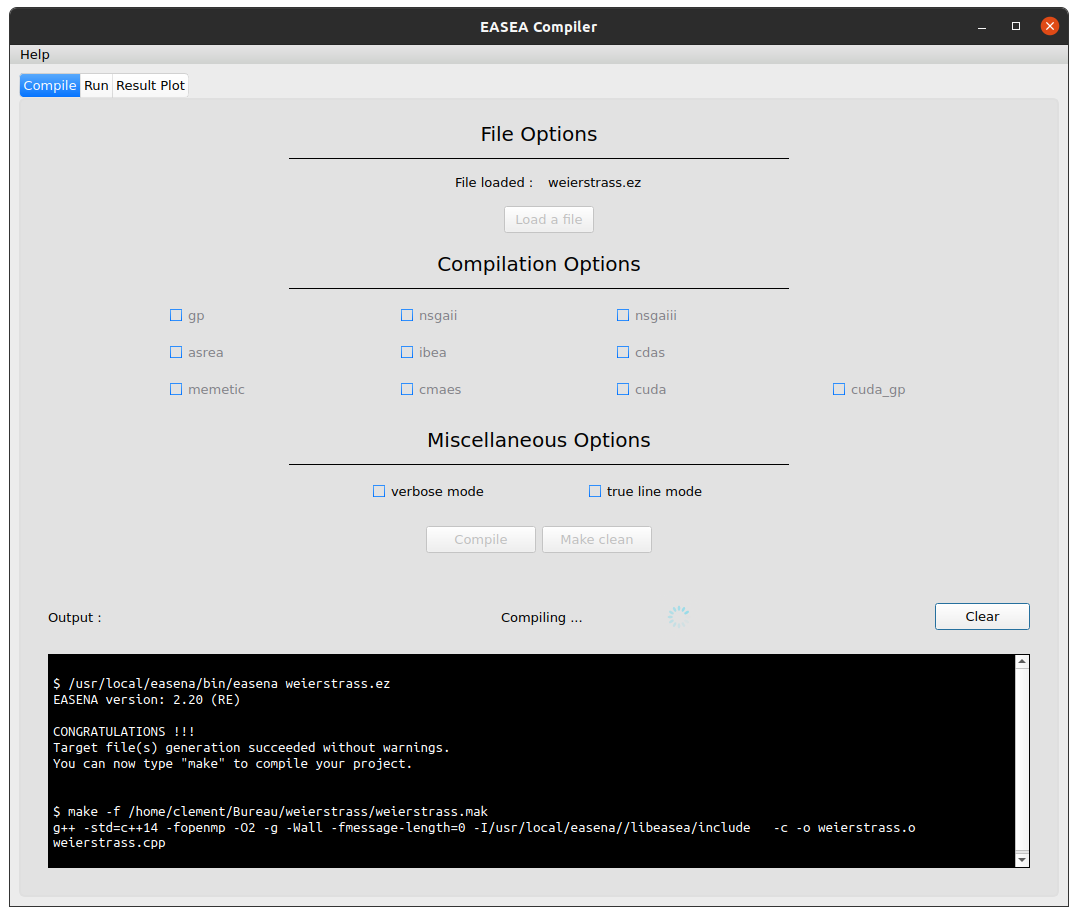 EASEA Compiler
Help
Compile Run Result Plot
File Options
File loaded : weierstrass.ez
Load a file
Compilation Options
gp nsgaii nsgaiii
asrea ibea cdas
memetic cmaes cuda cuda_gp
Miscellaneous Options
verbose mode true line mode
Compile Make clean
Output : Compiling ... Clear
$ /usr/local/easena/bin/easena weierstrass.ez
EASENA version: 2.20 (RE)
CONGRATULATIONS !!!
Target file(s) generation succeeded without warnings.
You can now type "make" to compile your project.
$ make -f /home/clement/Bureau/weierstrass/weierstrass.mak
g++ -std=c++14 -fopenmp -O2 -g -Wall -fmessage-length=0 -I/usr/local/easena//libeasea/include   -c -o weierstrass.o
weierstrass.cpp